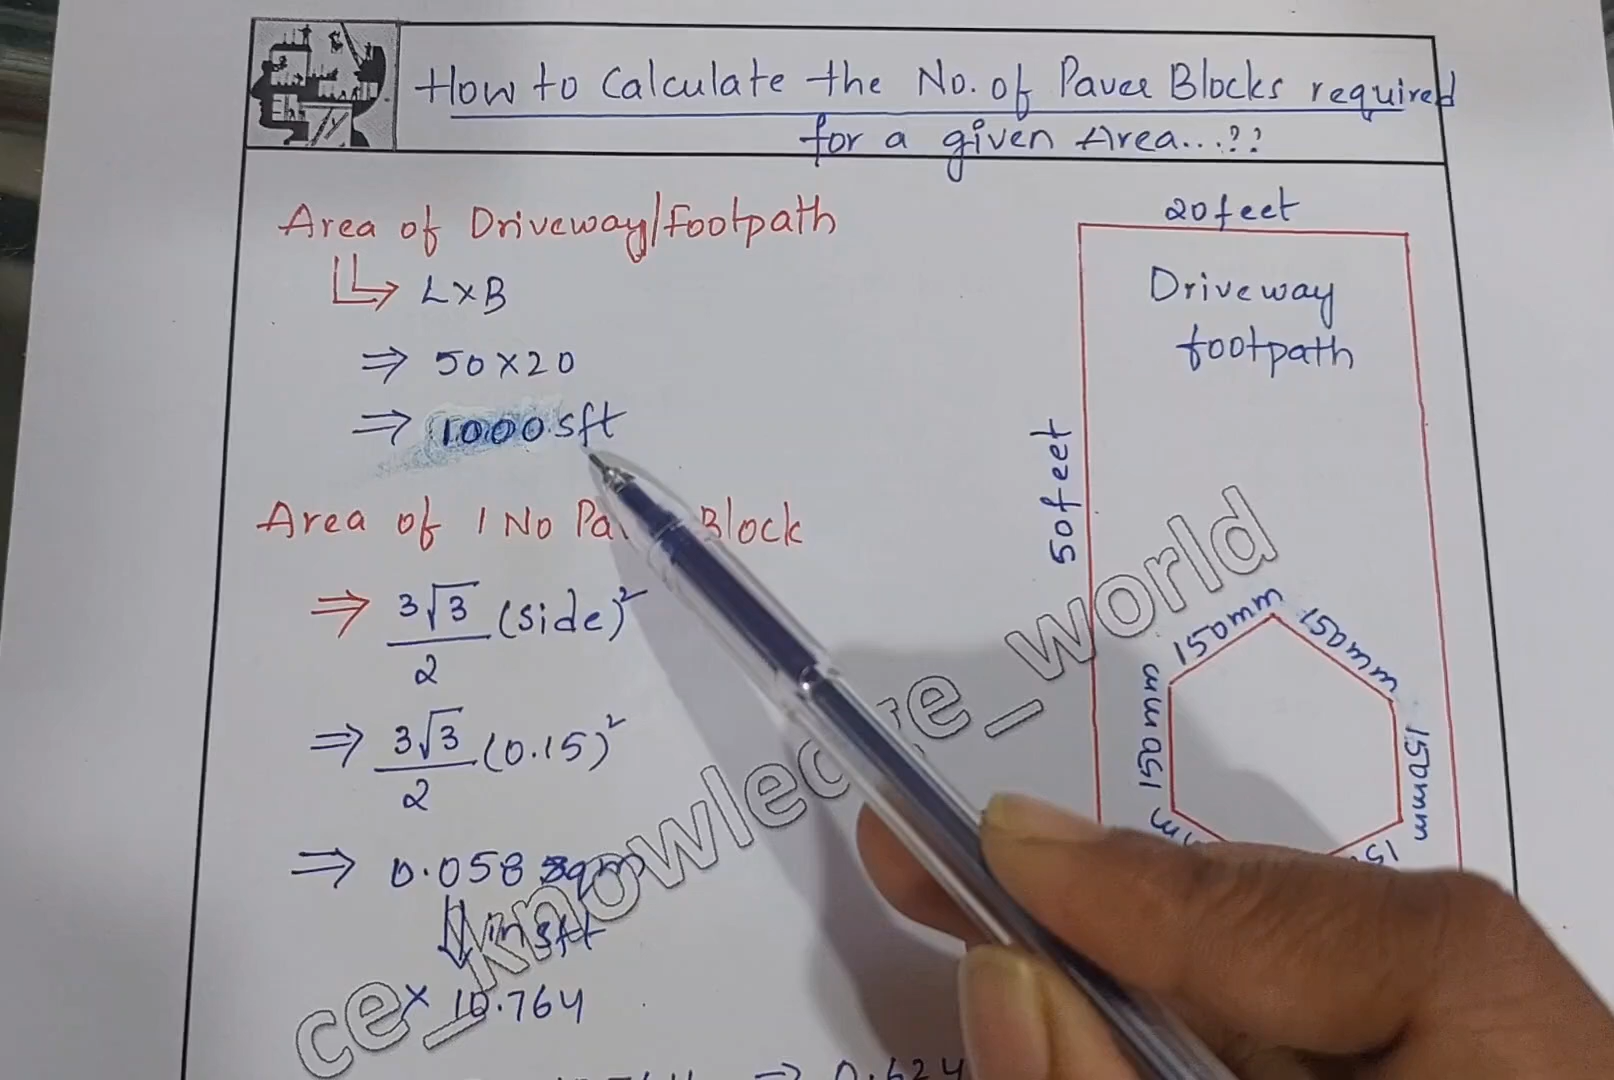 How to Calculate the No. of Paver Blocks required
for a given Area...??
Area of Driveway/Footpath
L×B
⇒ 50×20
⇒ 1000 sft
Area of 1 No Block
⇒ 3√3/2 (side)²
⇒ 3√3/2 (0.15)²
⇒ 0.058 sqm
in sft
× 10.764
⇒ 0.624
20feet
Driveway
footpath
50feet
150mm
150mm
150mm
150mm
ce_knowledge_world